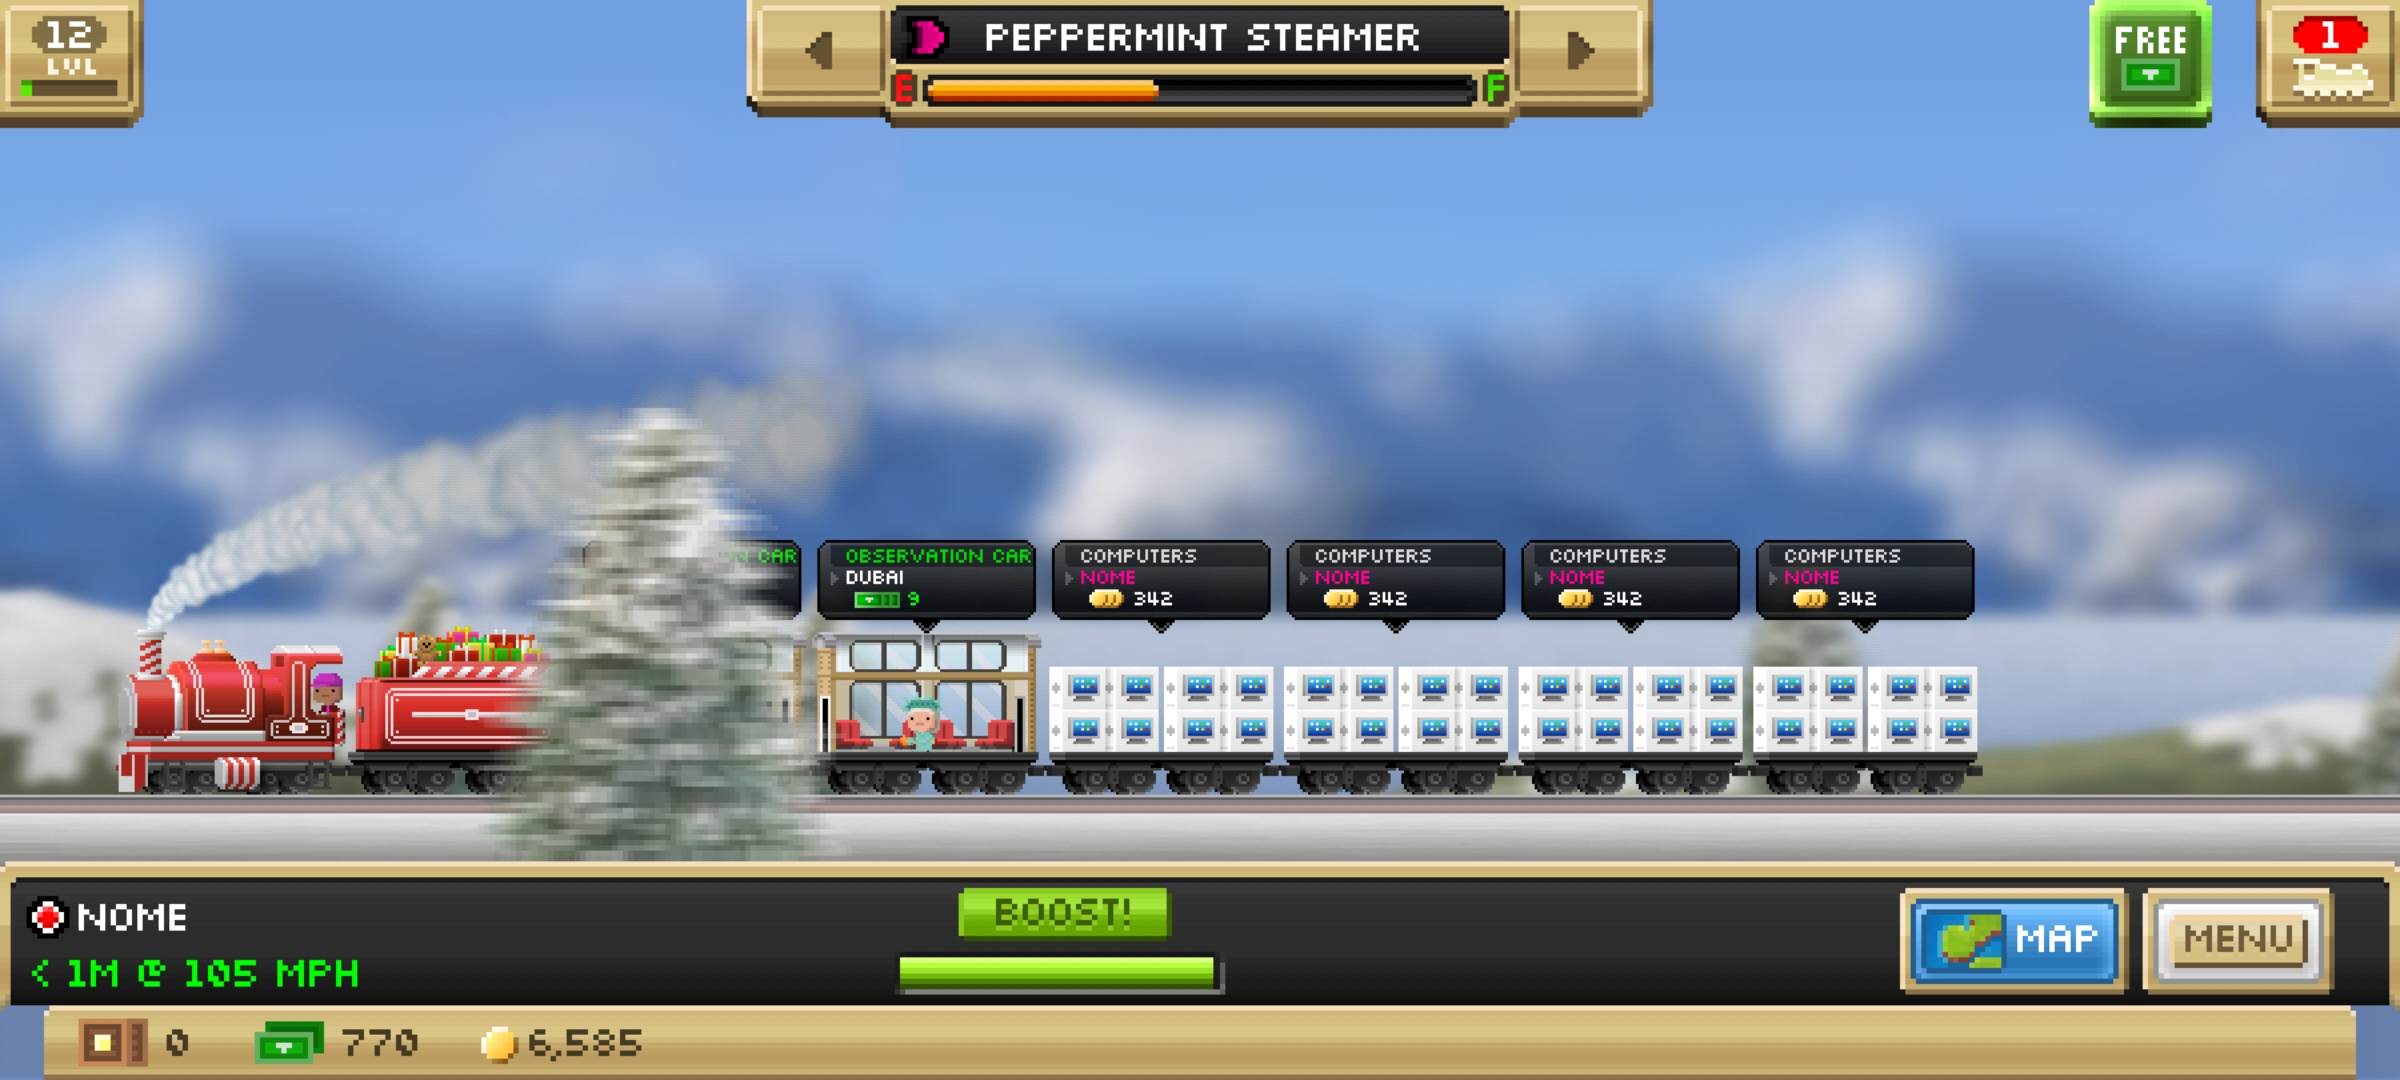 12
LVL
PEPPERMINT STEAMER
E
F
FREE
1
N CAR
OBSERVATION CAR
DUBAI
9
COMPUTERS
NOME
342
COMPUTERS
NOME
342
COMPUTERS
NOME
342
COMPUTERS
NOME
342
NOME
< 1M @ 105 MPH
BOOST!
MAP
MENU
0
770
6,585